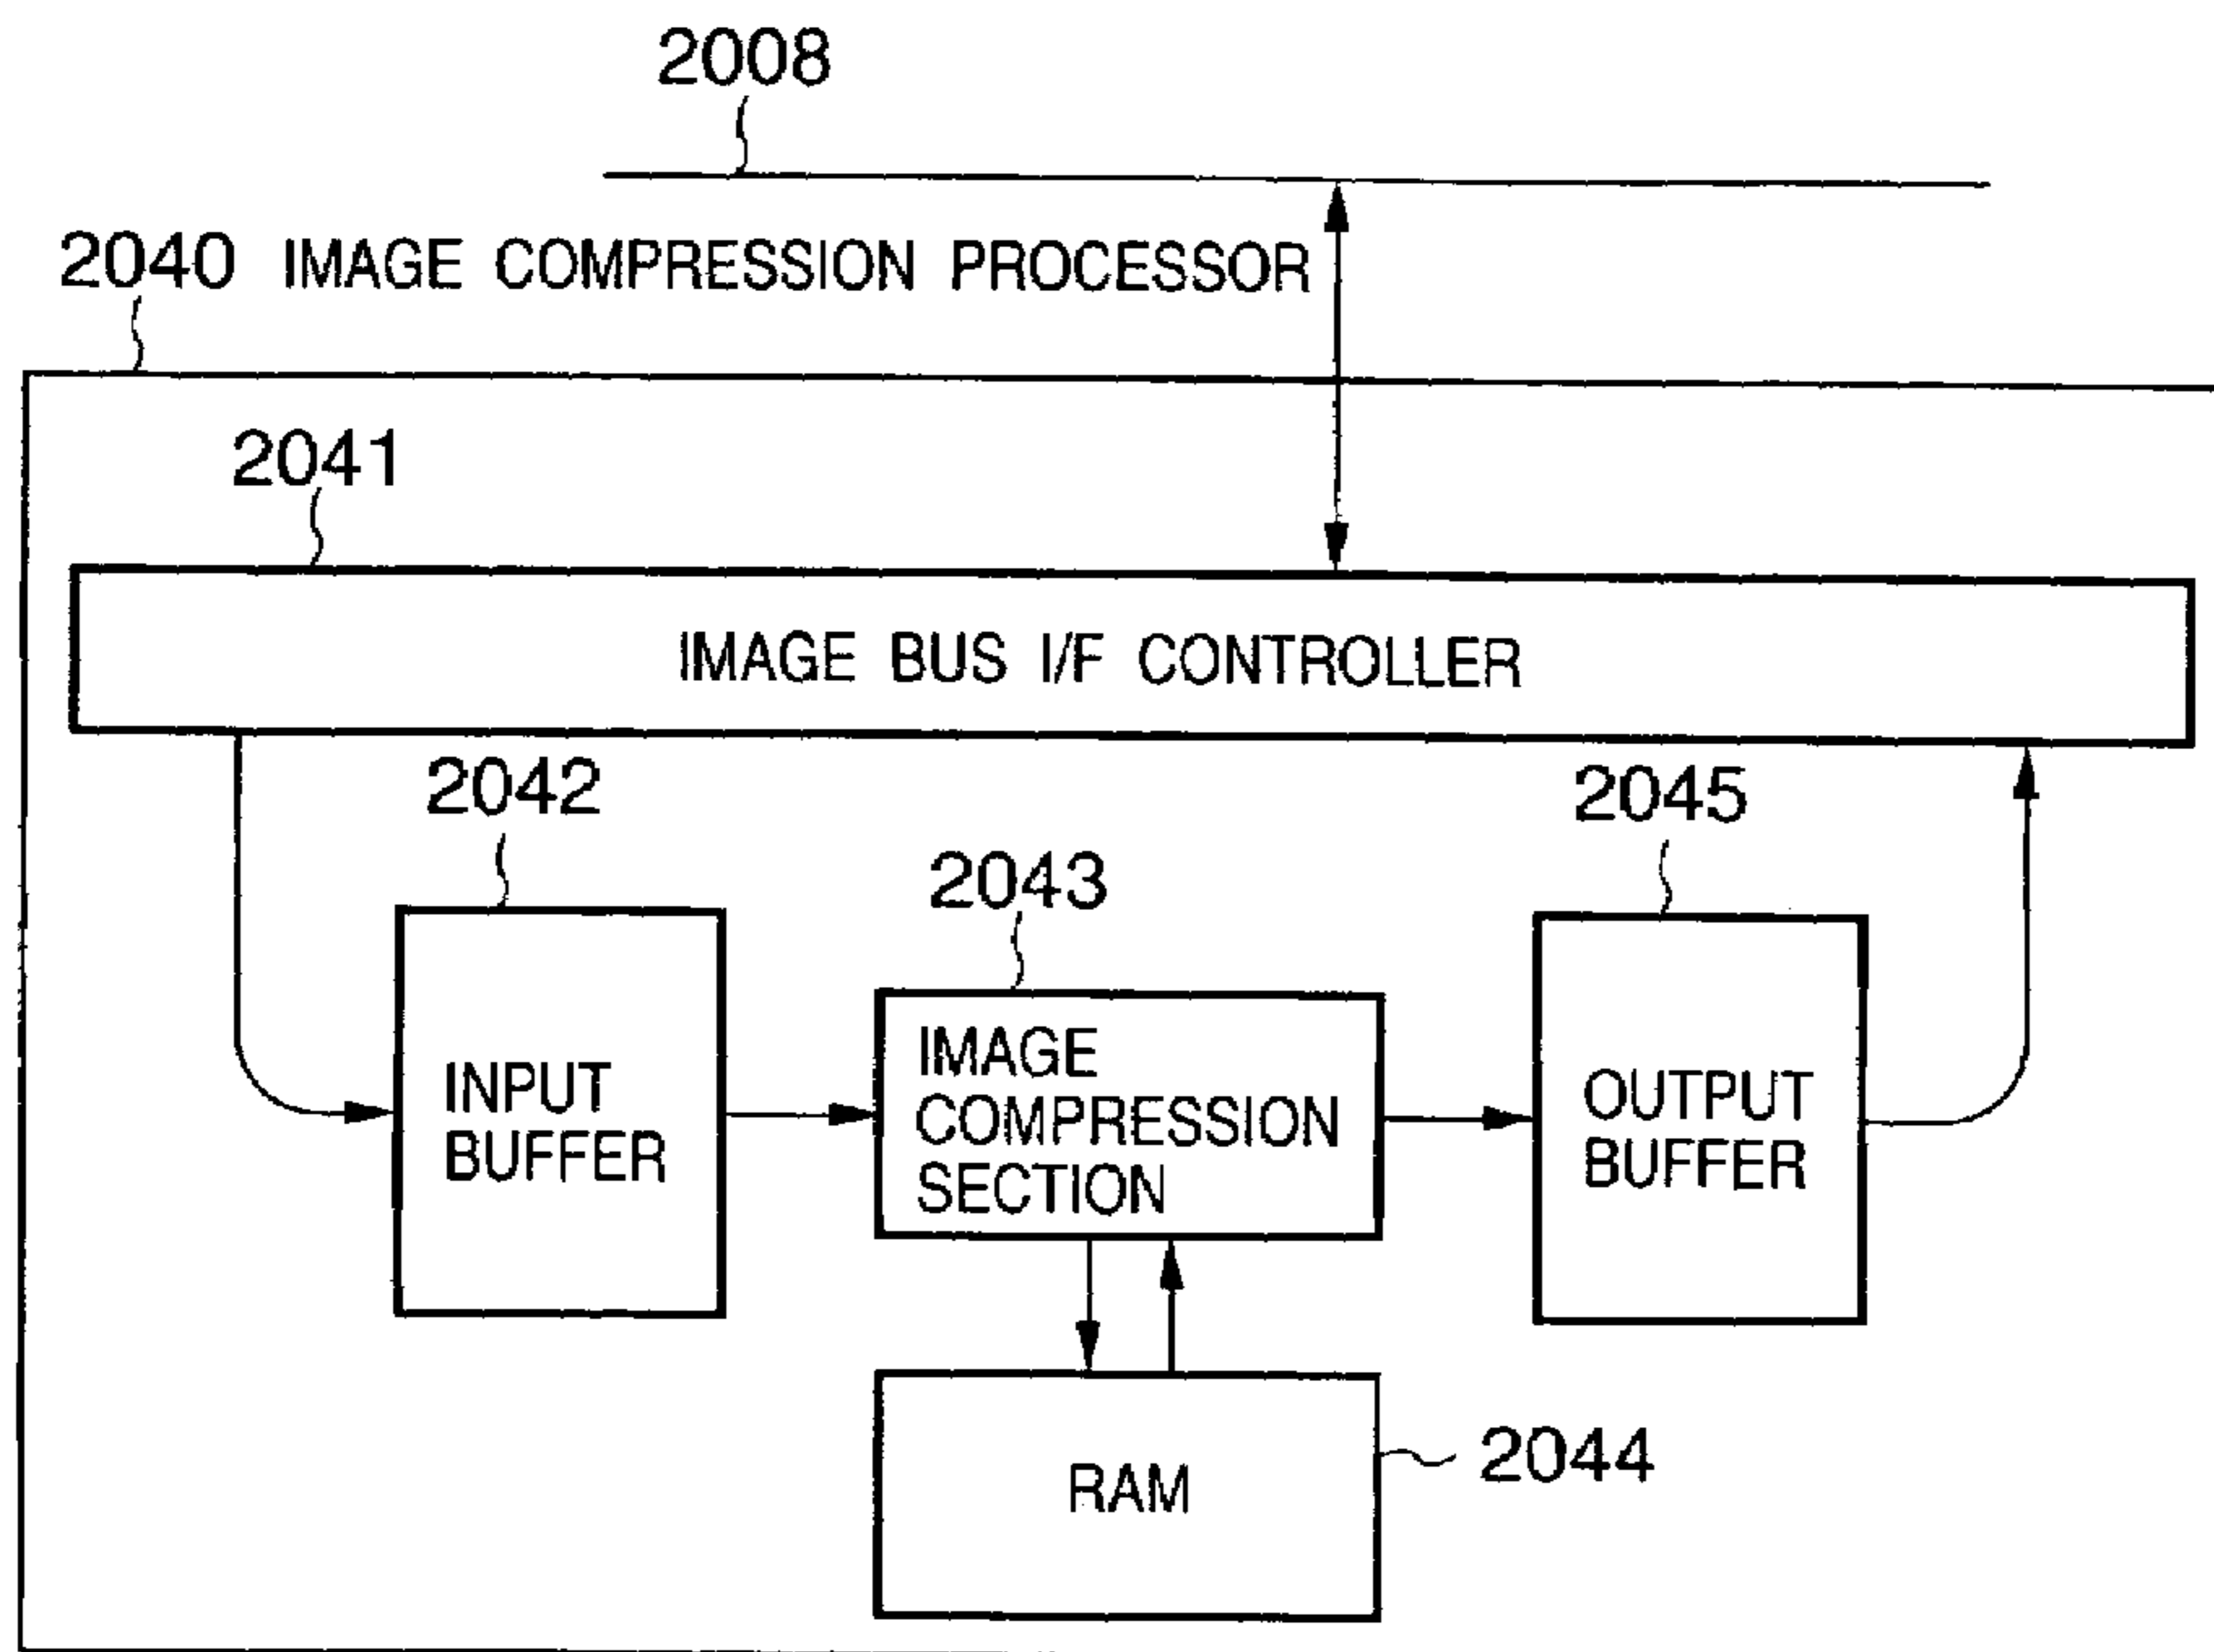 2008
2040 IMAGE COMPRESSION PROCESSOR
2041
IMAGE BUS I/F CONTROLLER
2042
2045
2043
INPUT
BUFFER
IMAGE
COMPRESSION
SECTION
OUTPUT
BUFFER
RAM
2044